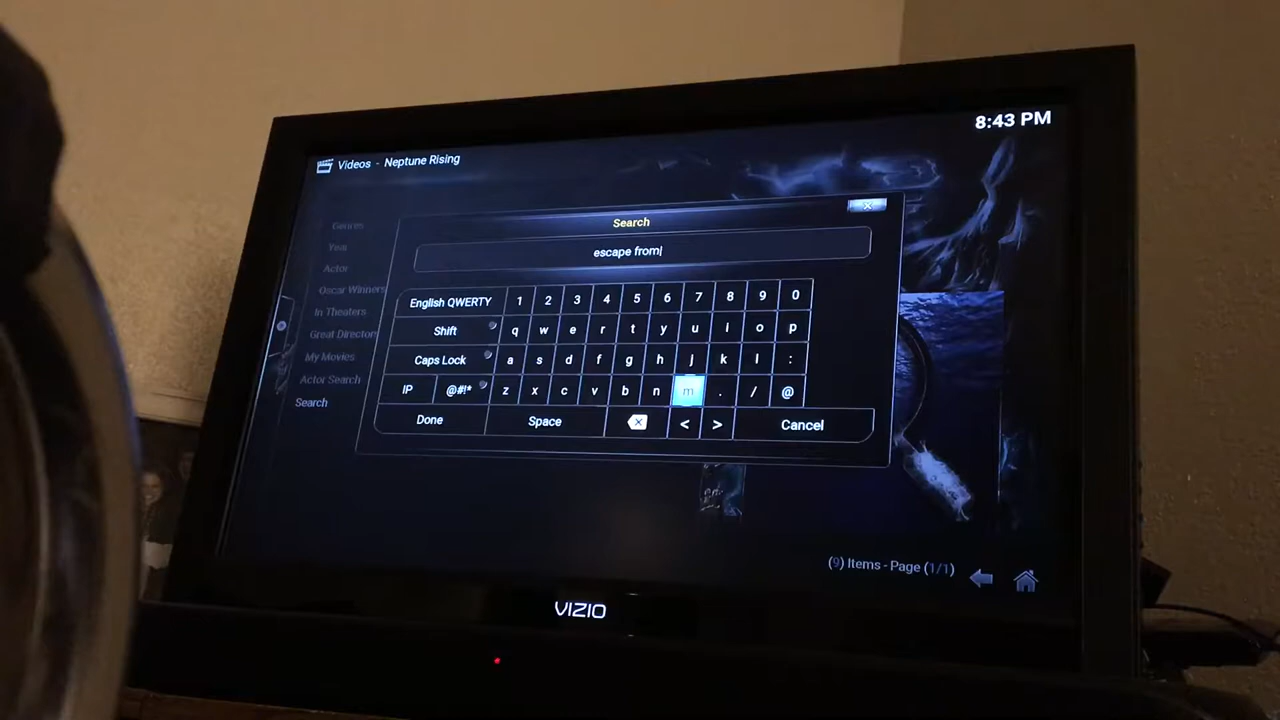 8:43 PM
Videos - Neptune Rising
Genres
Year
Actor
Oscar Winners
In Theaters
Great Directors
My Movies
Actor Search
Search
Search
escape from
English QWERTY 1 2 3 4 5 6 7 8 9 0
Shift q w e r t y u i o p
Caps Lock a s d f g h j k l :
IP @#!* z x c v b n m . / @
Done Space < > Cancel
(9) Items - Page (1/1)
VIZIO